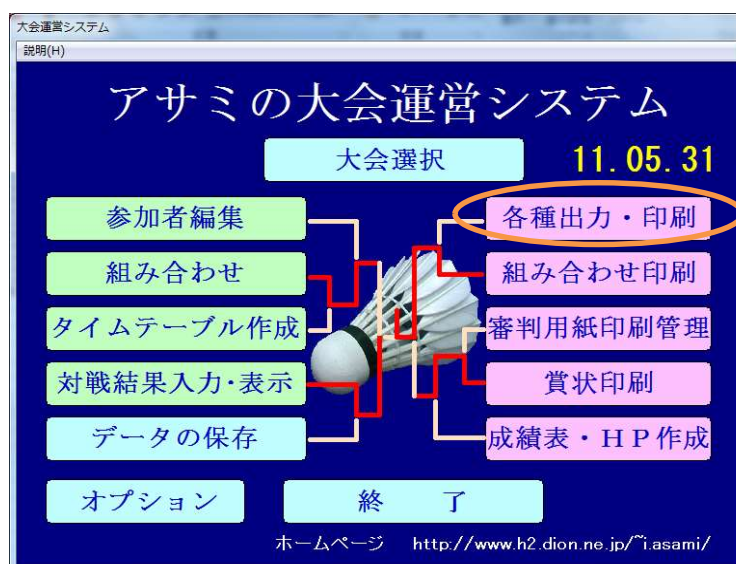 大会運営システム
説明(H)
アサミの大会運営システム
大会選択
11.05.31
参加者編集
各種出力・印刷
組み合わせ
組み合わせ印刷
タイムテーブル作成
審判用紙印刷管理
対戦結果入力・表示
賞状印刷
データの保存
成績表・ＨＰ作成
オプション
終 了
ホームページ http://www.h2.dion.ne.jp/~i.asami/